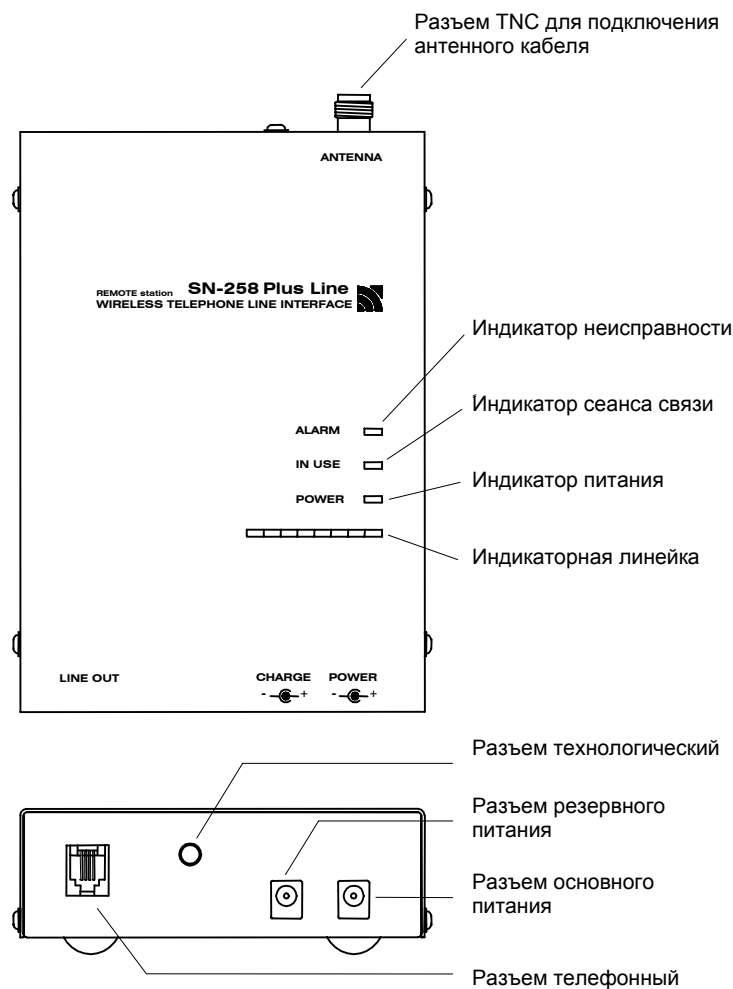 Разъем TNC для подключения
антенного кабеля
ANTENNA
REMOTE station SN-258 Plus Line
WIRELESS TELEPHONE LINE INTERFACE
Индикатор неисправности
Индикатор сеанса связи
ALARM
IN USE
Индикатор питания
POWER
Индикаторная линейка
LINE OUT
CHARGE
POWER
- +
- +
Разъем технологический
Разъем резервного
питания
Разъем основного
питания
Разъем телефонный